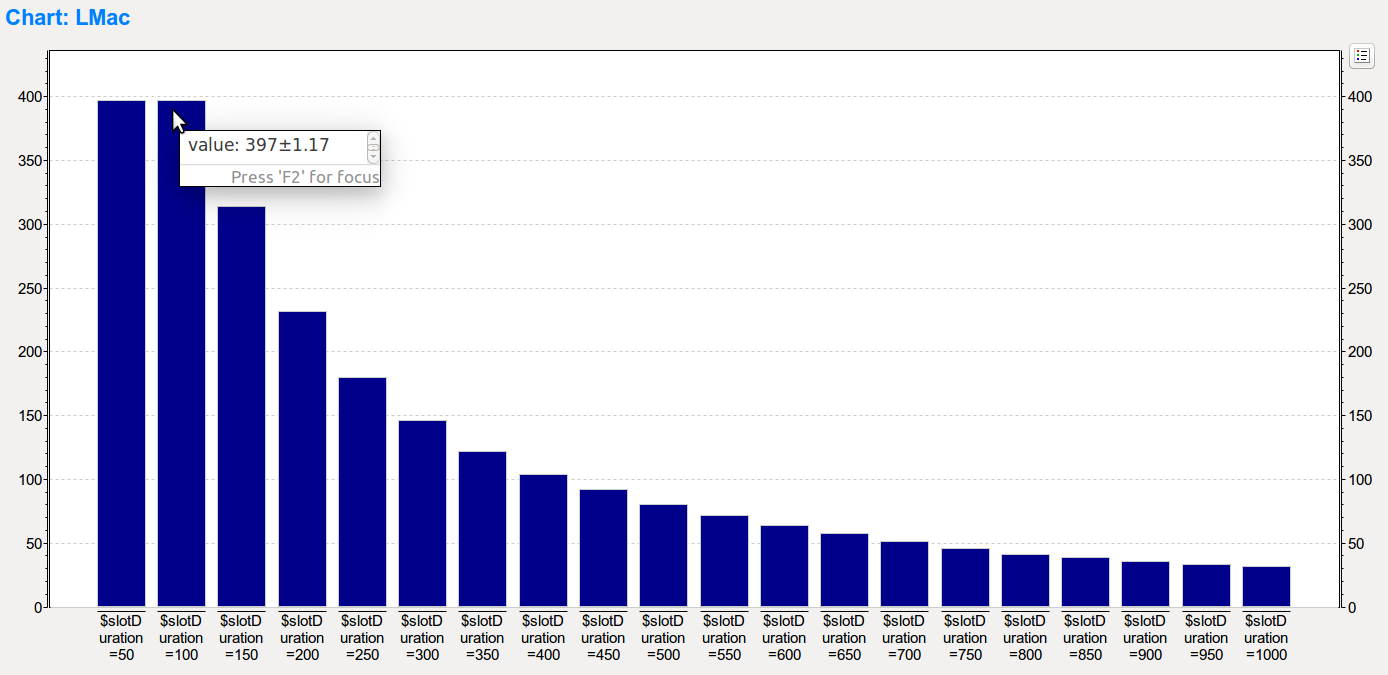 Chart: LMac
400
350
300
250
200
150
100
50
0
value: 397±1.17
Press 'F2' for focus
400
350
300
250
200
150
100
50
0
$slotD
uration
=50
$slotD
uration
=100
$slotD
uration
=150
$slotD
uration
=200
$slotD
uration
=250
$slotD
uration
=300
$slotD
uration
=350
$slotD
uration
=400
$slotD
uration
=450
$slotD
uration
=500
$slotD
uration
=550
$slotD
uration
=600
$slotD
uration
=650
$slotD
uration
=700
$slotD
uration
=750
$slotD
uration
=800
$slotD
uration
=850
$slotD
uration
=900
$slotD
uration
=950
$slotD
uration
=1000